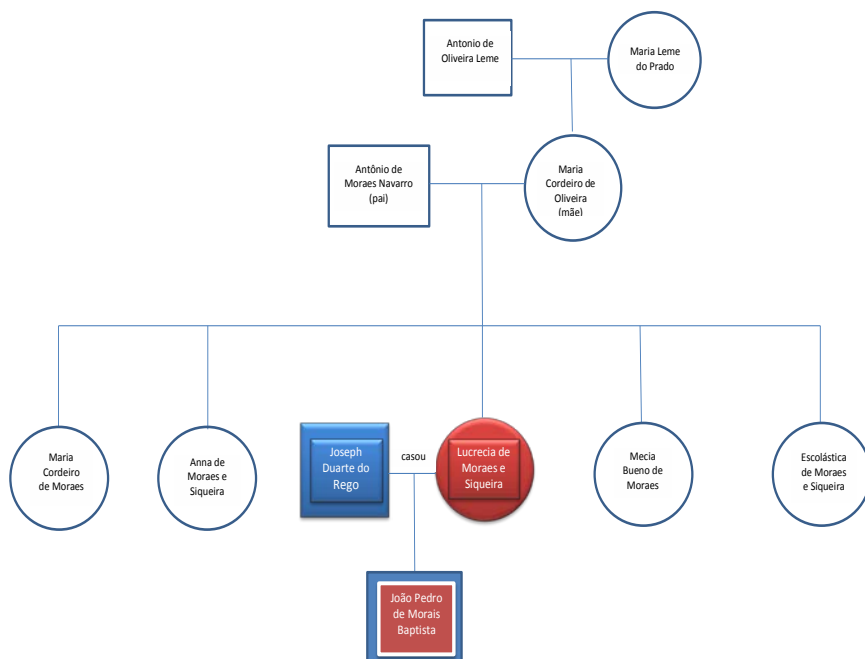 Antonio de
Oliveira Leme
Maria Leme
do Prado
Antônio de
Moraes Navarro
(pai)
Maria
Cordeiro de
Oliveira
(mãe)
Maria
Cordeiro
de Moraes
Anna de
Moraes e
Siqueira
Joseph
Duarte do
Rego
casou
Lucrecia de
Moraes e
Siqueira
Mecia
Bueno de
Moraes
Escolástica
de Moraes
e Siqueira
João Pedro
de Morais
Baptista